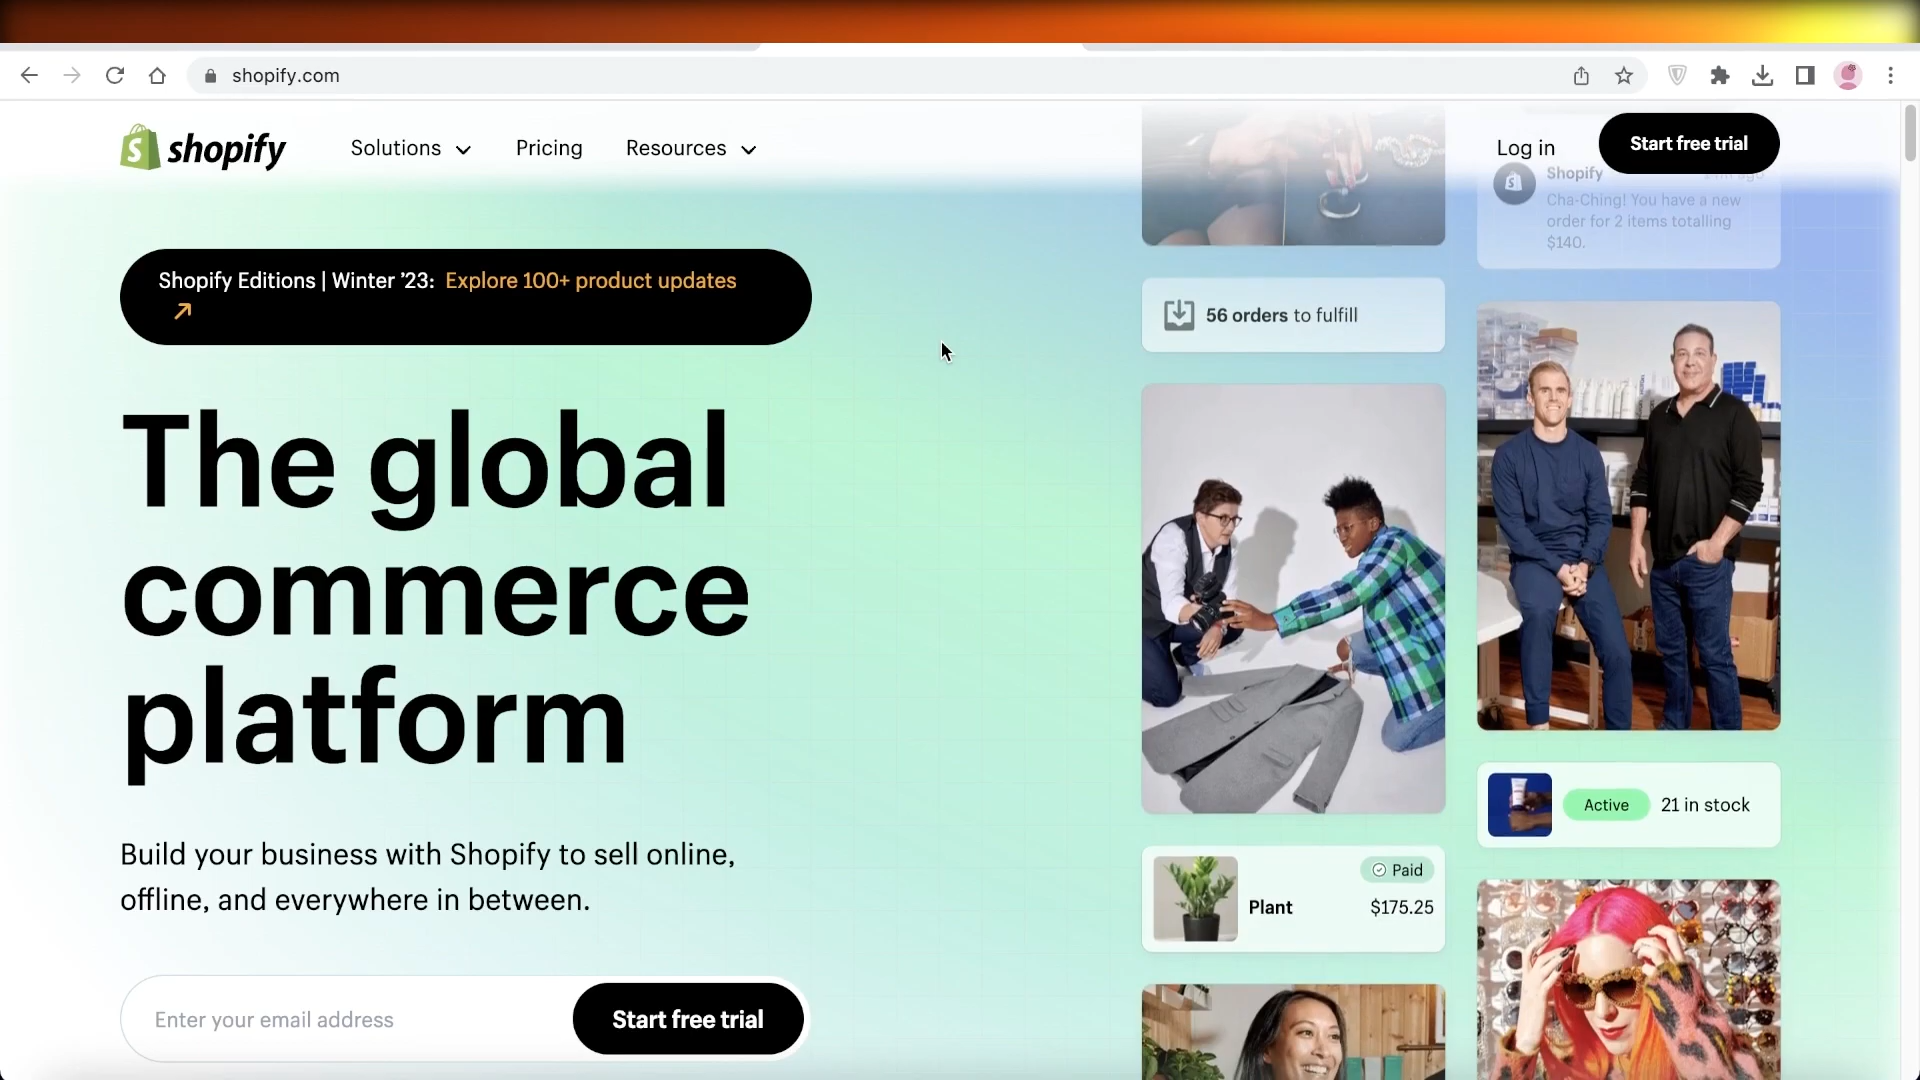 shopify.com
shopify
Solutions
Pricing
Resources
Log in
Start free trial
Shopify Editions | Winter ’23: Explore 100+ product updates
The global
commerce
platform
Build your business with Shopify to sell online,
offline, and everywhere in between.
Enter your email address
Start free trial
56 orders to fulfill
Paid
Plant
$175.25
Shopify
Cha-Ching! You have a new
order for 2 items totalling
$140.
Active
21 in stock